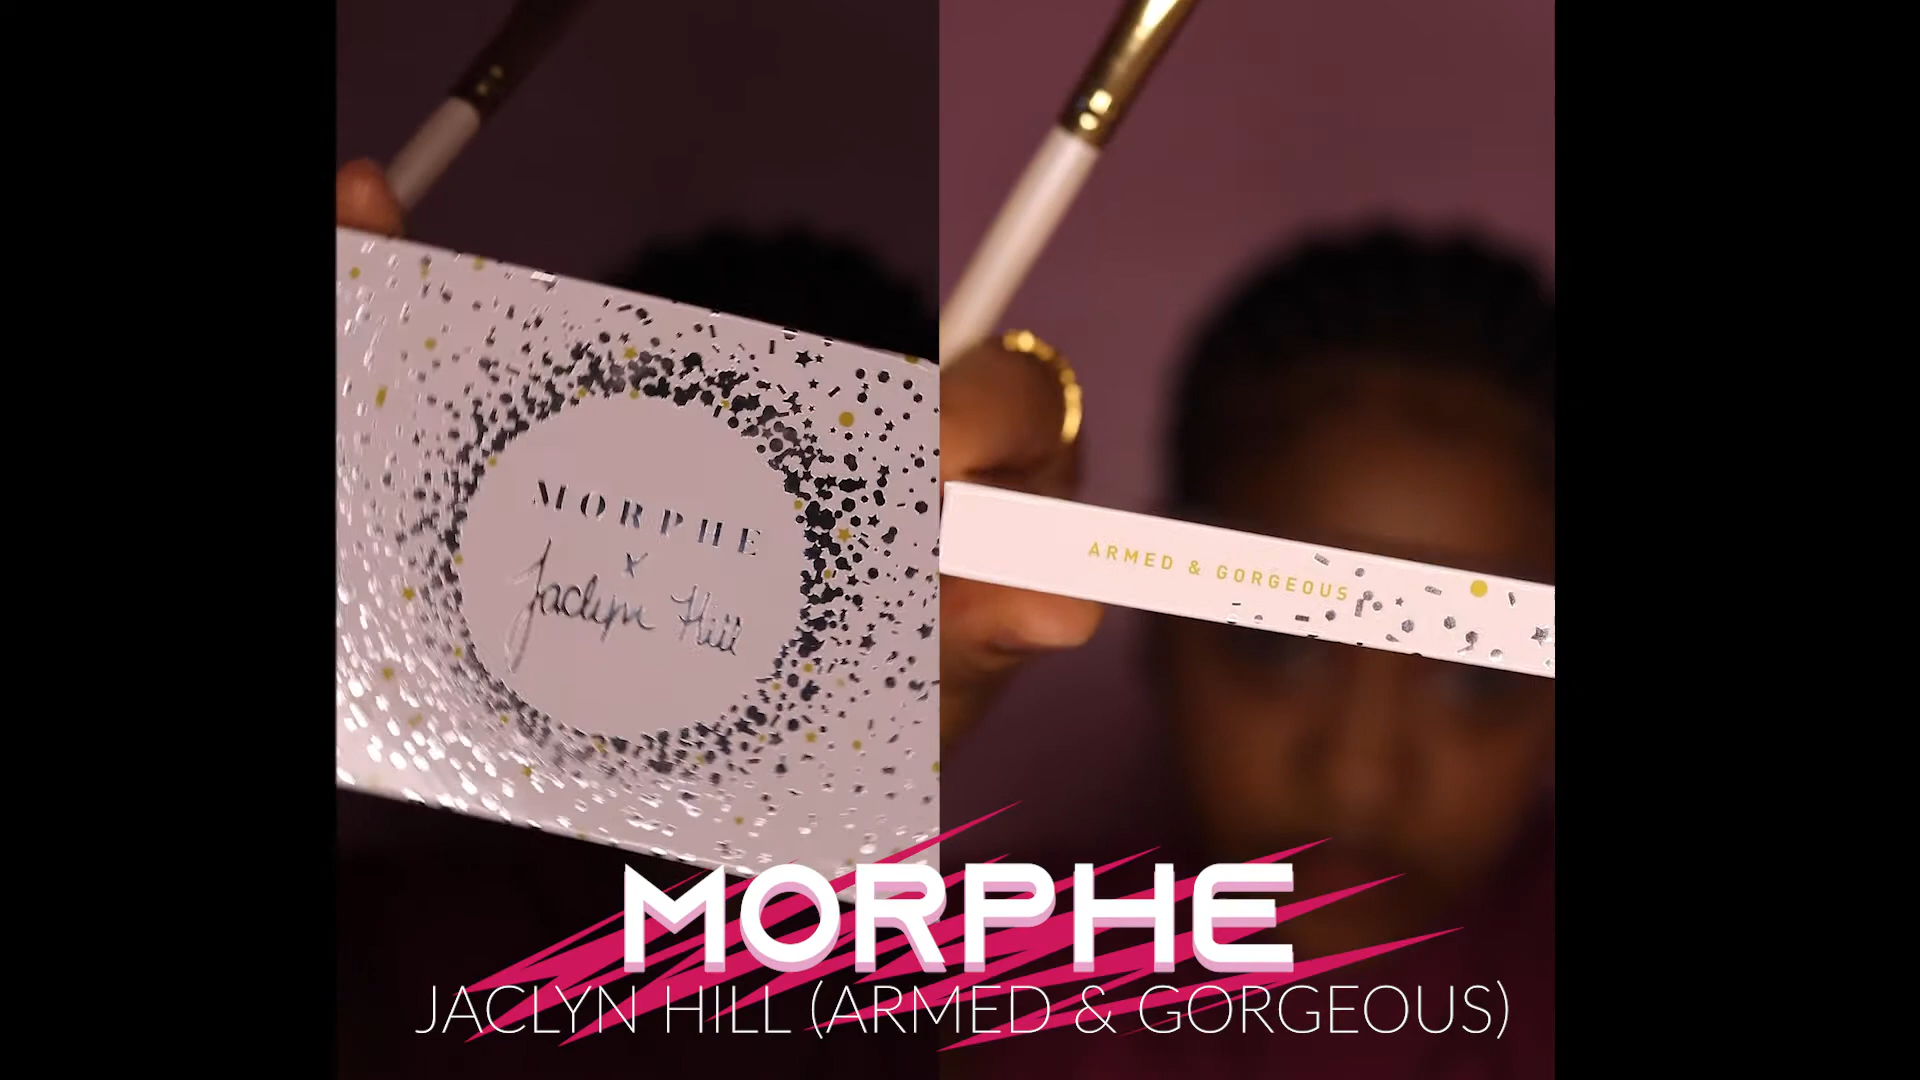 MORPHE
x
Jaclyn Hill
ARMED & GORGEOUS
MORPHE
JACLYN HILL (ARMED & GORGEOUS)